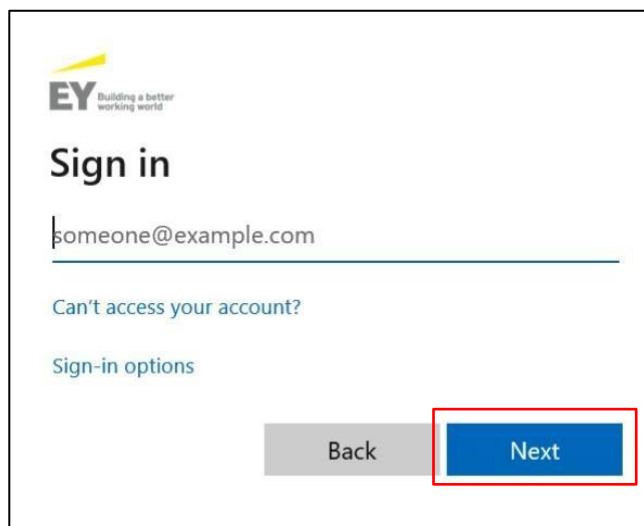 EY Building a better
working world
Sign in
someone@example.com
Can't access your account?
Sign-in options
Back Next